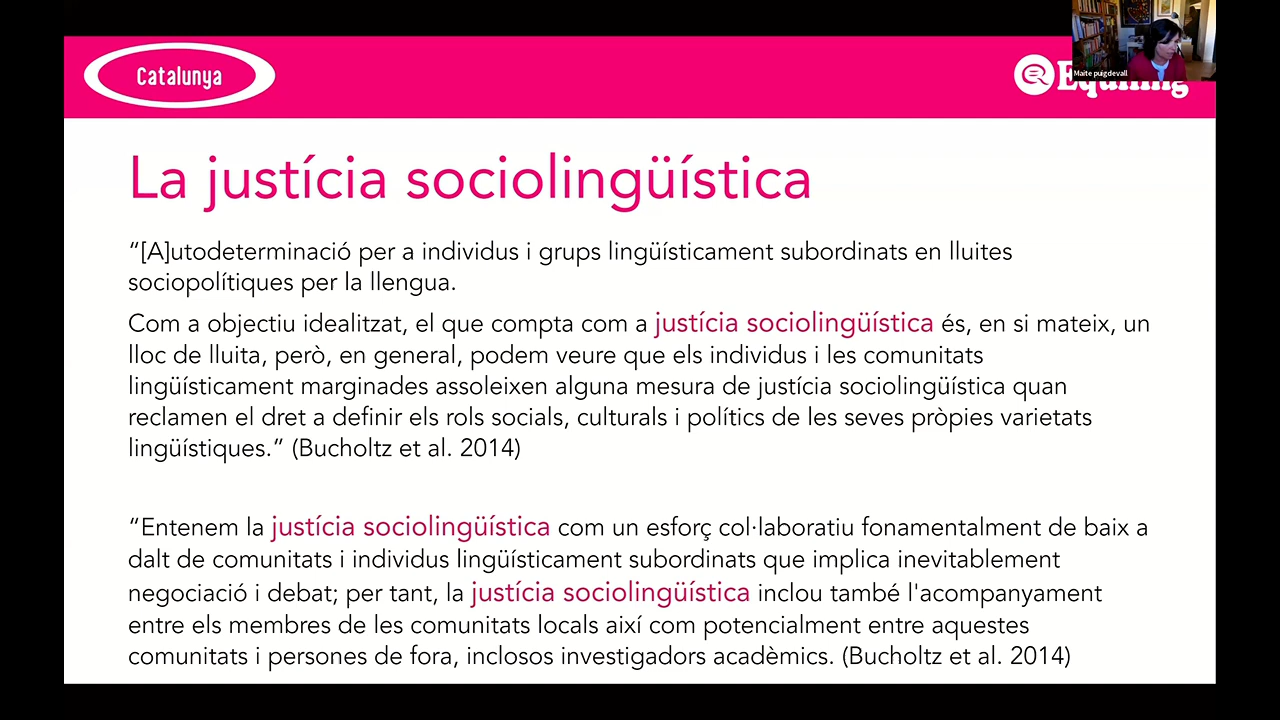 Catalunya
Maite puigdevall
La justícia sociolingüística
“[A]utodeterminació per a individus i grups lingüísticament subordinats en lluites
sociopolítiques per la llengua.
Com a objectiu idealitzat, el que compta com a justícia sociolingüística és, en si mateix, un
lloc de lluita, però, en general, podem veure que els individus i les comunitats
lingüísticament marginades assoleixen alguna mesura de justícia sociolingüística quan
reclamen el dret a definir els rols socials, culturals i polítics de les seves pròpies varietats
lingüístiques.” (Bucholtz et al. 2014)
“Entenem la justícia sociolingüística com un esforç col·laboratiu fonamentalment de baix a
dalt de comunitats i individus lingüísticament subordinats que implica inevitablement
negociació i debat; per tant, la justícia sociolingüística inclou també l'acompanyament
entre els membres de les comunitats locals així com potencialment entre aquestes
comunitats i persones de fora, inclosos investigadors acadèmics. (Bucholtz et al. 2014)